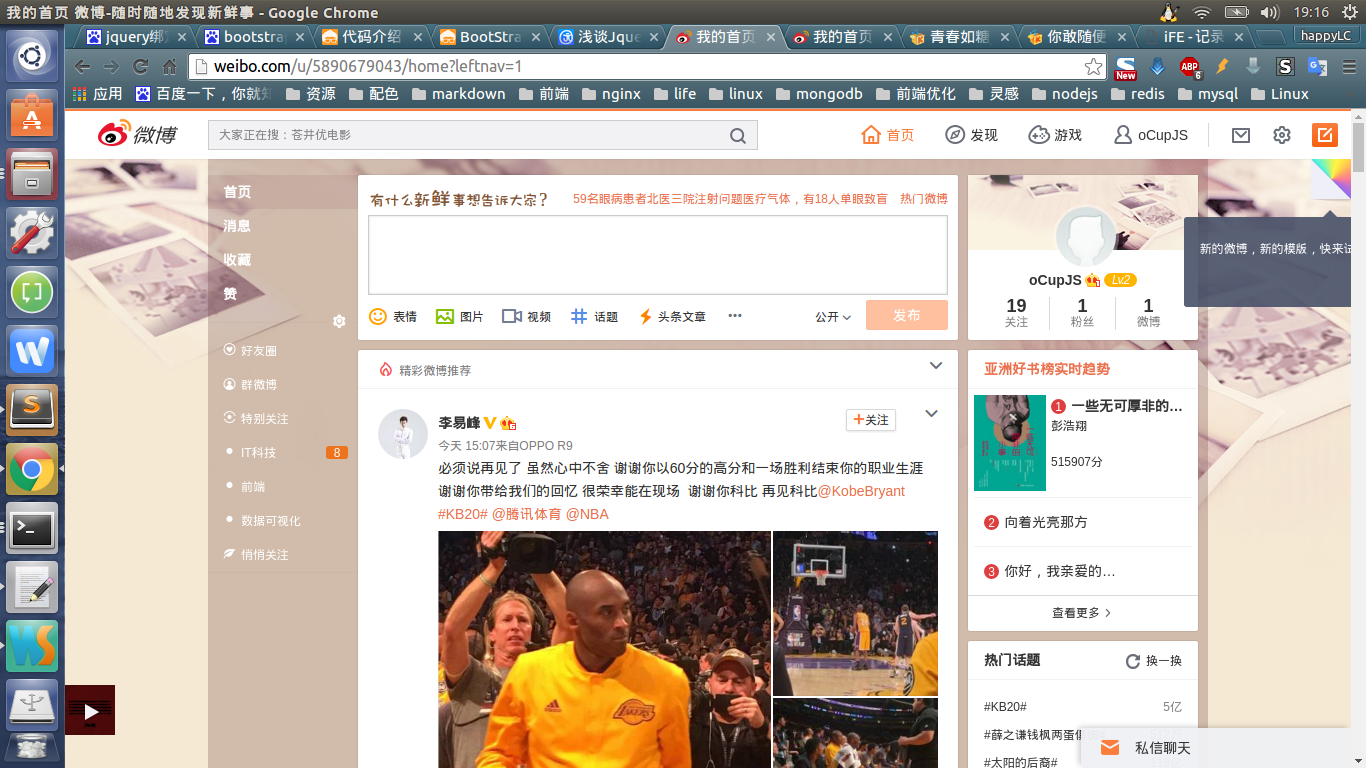 我的首页 微博-随时随地发现新鲜事 - Google Chrome
19:16
jquery绑定
bootstra
代码介绍
BootStra
浅谈Jque
我的首页
我的首页
青春如糖
你敢随便
iFE - 记录
happyLC
weibo.com/u/5890679043/home?leftnav=1
New
ABP
6
S
应用
百度一下，你就知
资源
配色
markdown
前端
nginx
life
linux
mongodb
前端优化
灵感
nodejs
redis
mysql
Linux
微博
大家正在搜：苍井优电影
首页
发现
游戏
oCupJS
首页
消息
收藏
赞
好友圈
群微博
特别关注
IT科技
8
前端
数据可视化
悄悄关注
有什么新鲜事想告诉大家?
59名眼病患者北医三院注射问题医疗气体，有18人单眼致盲
热门微博
表情
图片
视频
话题
头条文章
公开
发布
精彩微博推荐
李易峰
+关注
今天 15:07来自OPPO R9
必须说再见了 虽然心中不舍 谢谢你以60分的高分和一场胜利结束你的职业生涯
谢谢你带给我们的回忆 很荣幸能在现场 谢谢你科比 再见科比@KobeBryant
#KB20# @腾讯体育 @NBA
LAKERS
新的微博，新的模版，快来试
oCupJS
Lv.2
19
关注
1
粉丝
1
微博
亚洲好书榜实时趋势
1 一些无可厚非的…
彭浩翔
515907分
2 向着光亮那方
3 你好，我亲爱的…
查看更多
热门话题
换一换
#KB20#
5亿
#薛之谦钱枫两蛋
#太阳的后裔#
私信聊天